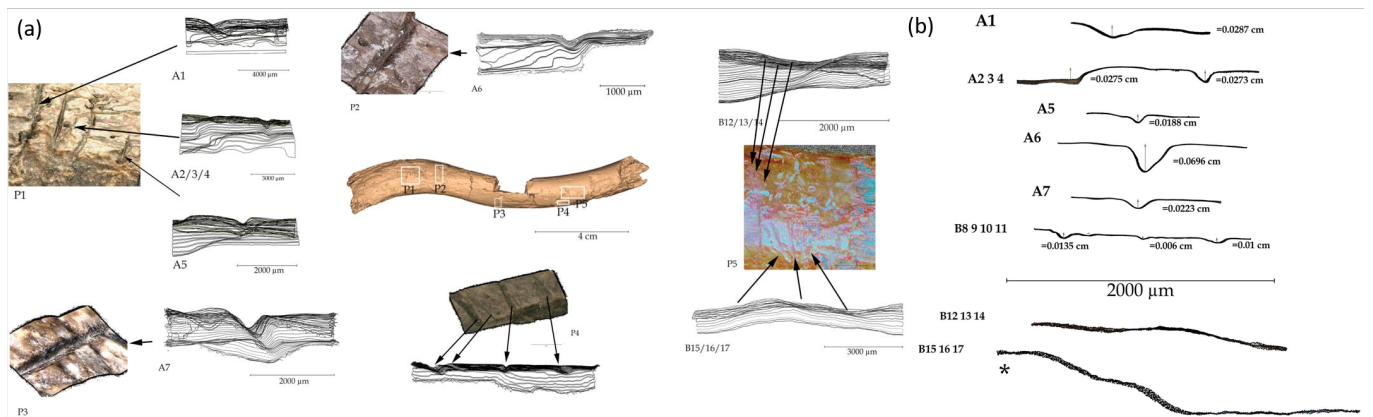 (a)
A1
4000 µm
P1
A2/3/4
3000 µm
A5
2000 µm
P3
A7
2000 µm
P2
A6
1000 µm
P1
P2
P3
P4
P5
4 cm
P4
B12/13/14
2000 µm
P5
B15/16/17
3000 µm
(b)
A1
=0.0287 cm
A2 3 4
=0.0275 cm
=0.0273 cm
A5
=0.0188 cm
A6
=0.0696 cm
A7
=0.0223 cm
B8 9 10 11
=0.0135 cm
=0.006 cm
=0.01 cm
2000 µm
B12 13 14
B15 16 17
*